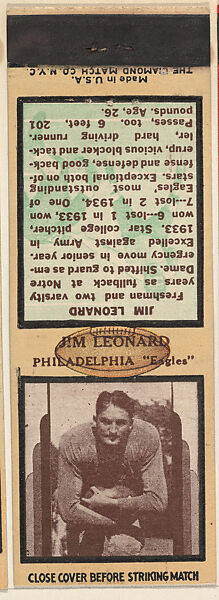 Made in U.S.A.
THE DIAMOND MATCH CO. N.Y.C.
JIM LEONARD
Freshman and two varsity
years as fullback at Notre
Dame. Shifted to guard as em-
ergency move in senior year.
Excelled against Army in
1933. Star college pitcher,
won 6--lost 1 in 1933, won
7--lost 2 in 1934. One of
Eagles' most outstanding
stars. Exceptional both on of-
fense and defense, good back-
erup, vicious blocker and tack-
ler, hard driving runner.
Passes, too. 6 feet, 201
pounds. Age, 26.
JIM LEONARD
PHILADELPHIA "Eagles"
CLOSE COVER BEFORE STRIKING MATCH